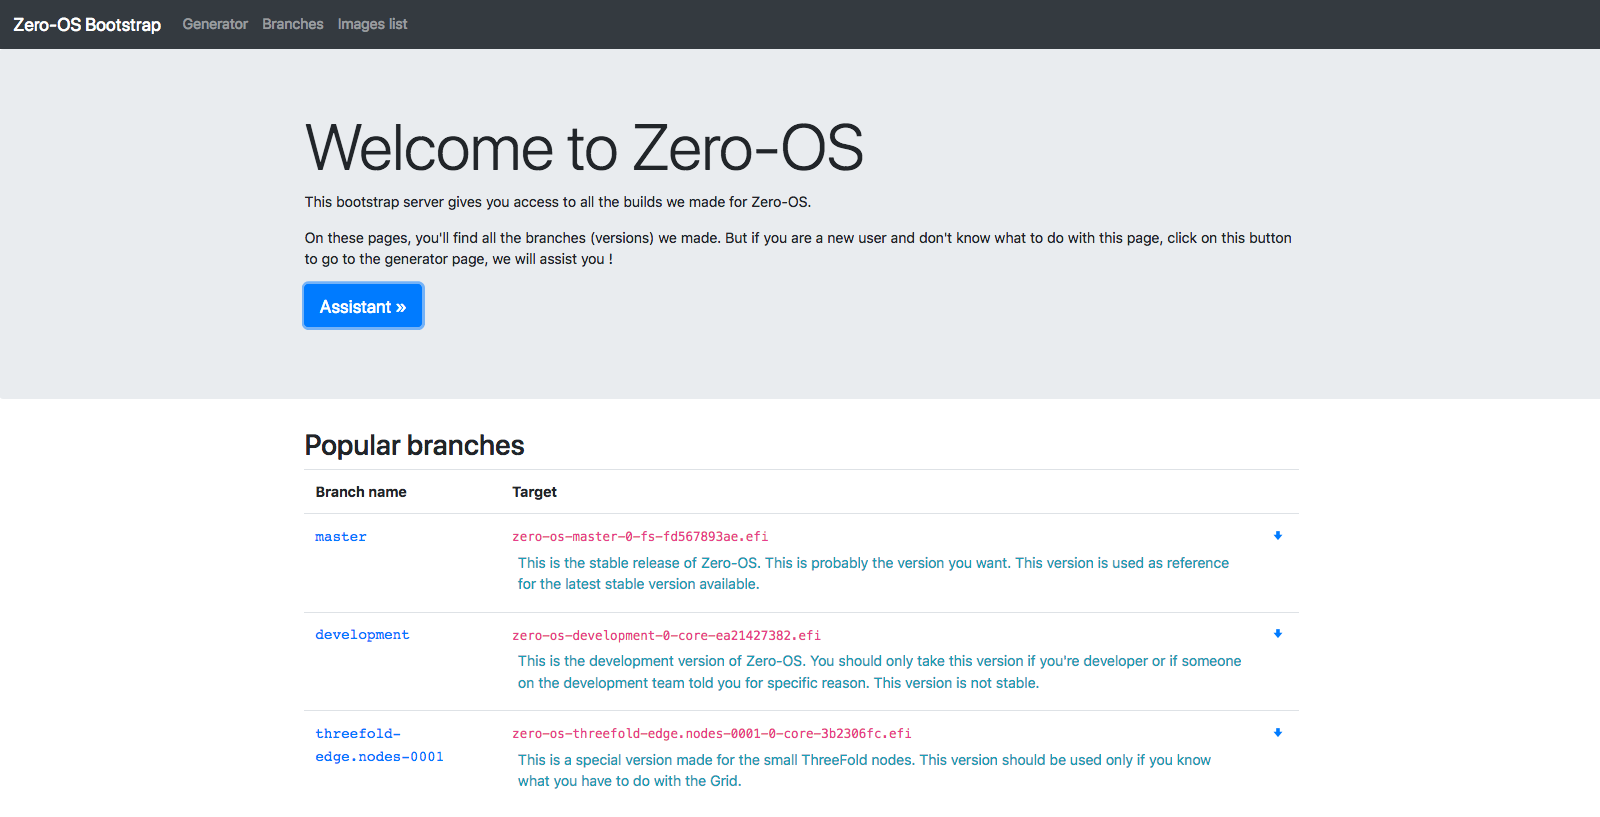 Zero-OS Bootstrap Generator Branches Images list
Welcome to Zero-OS
This bootstrap server gives you access to all the builds we made for Zero-OS.
On these pages, you'll find all the branches (versions) we made. But if you are a new user and don't know what to do with this page, click on this button
to go to the generator page, we will assist you !
Assistant »
Popular branches
Branch name Target
master zero-os-master-0-fs-fd567893ae.efi
This is the stable release of Zero-OS. This is probably the version you want. This version is used as reference
for the latest stable version available.
development zero-os-development-0-core-ea21427382.efi
This is the development version of Zero-OS. You should only take this version if you're developer or if someone
on the development team told you for specific reason. This version is not stable.
threefold- zero-os-threefold-edge.nodes-0001-0-core-3b2306fc.efi
edge.nodes-0001
This is a special version made for the small ThreeFold nodes. This version should be used only if you know
what you have to do with the Grid.